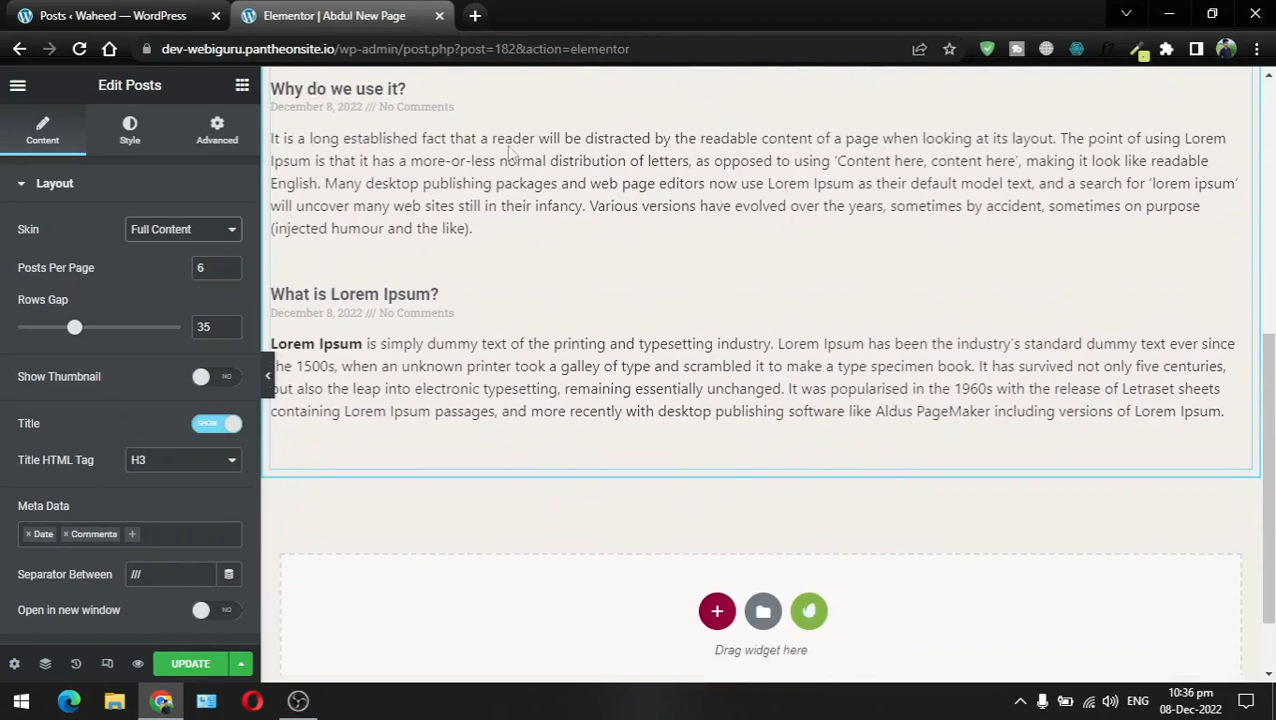 Posts ‹ Waheed — WordPress
Elementor | Abdul New Page
dev-webiguru.pantheonsite.io/wp-admin/post.php?post=182&action=elementor
Edit Posts
Content
Style
Advanced
Layout
Skin
Full Content
Posts Per Page
6
Rows Gap
35
Show Thumbnail
NO
Title
SHOW
Title HTML Tag
H3
Meta Data
× Date × Comments +
Separator Between
///
Open in new window
NO
UPDATE
Why do we use it?
December 8, 2022 /// No Comments
It is a long established fact that a reader will be distracted by the readable content of a page when looking at its layout. The point of using Lorem
Ipsum is that it has a more-or-less normal distribution of letters, as opposed to using ‘Content here, content here’, making it look like readable
English. Many desktop publishing packages and web page editors now use Lorem Ipsum as their default model text, and a search for ‘lorem ipsum’
will uncover many web sites still in their infancy. Various versions have evolved over the years, sometimes by accident, sometimes on purpose
(injected humour and the like).
What is Lorem Ipsum?
December 8, 2022 /// No Comments
Lorem Ipsum is simply dummy text of the printing and typesetting industry. Lorem Ipsum has been the industry’s standard dummy text ever since
the 1500s, when an unknown printer took a galley of type and scrambled it to make a type specimen book. It has survived not only five centuries,
but also the leap into electronic typesetting, remaining essentially unchanged. It was popularised in the 1960s with the release of Letraset sheets
containing Lorem Ipsum passages, and more recently with desktop publishing software like Aldus PageMaker including versions of Lorem Ipsum.
Drag widget here
ENG
10:36 pm
08-Dec-2022